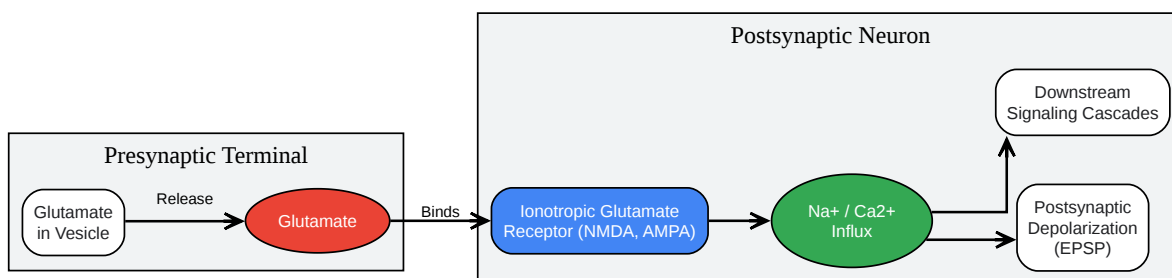 Postsynaptic Neuron
Downstream
Signaling Cascades
Presynaptic Terminal
Glutamate
in Vesicle
Release
Glutamate
Binds
Ionotropic Glutamate
Receptor (NMDA, AMPA)
Na+ / Ca2+
Influx
Postsynaptic
Depolarization
(EPSP)